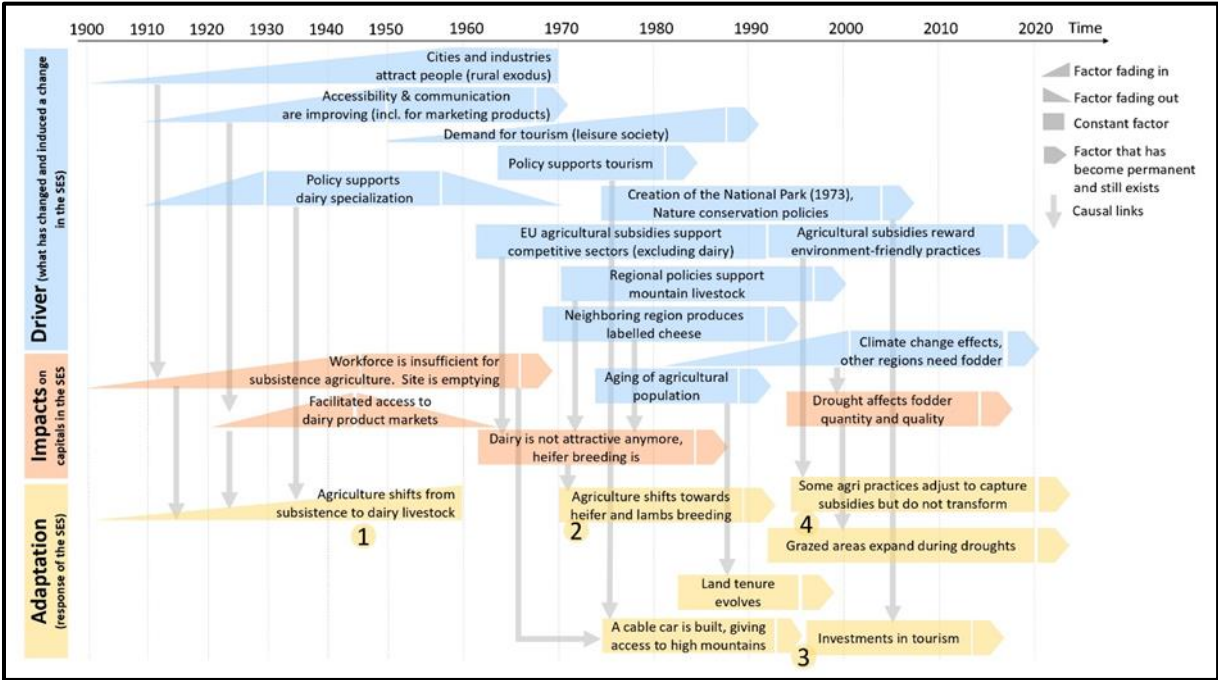 1900 1910 1920 1930 1940 1950 1960 1970 1980 1990 2000 2010 2020 Time
Driver (what has changed and induced a change
in the SES)
Cities and industries
attract people (rural exodus)
Accessibility & communication
are improving (incl. for marketing products)
Demand for tourism (leisure society)
Policy supports tourism
Policy supports
dairy specialization
Creation of the National Park (1973),
Nature conservation policies
EU agricultural subsidies support
competitive sectors (excluding dairy)
Agricultural subsidies reward
environment-friendly practices
Regional policies support
mountain livestock
Neighboring region produces
labelled cheese
Climate change effects,
other regions need fodder
Aging of agricultural
population
Factor fading in
Factor fading out
Constant factor
Factor that has
become permanent
and still exists
Causal links
Impacts on
capitals in the SES
Workforce is insufficient for
subsistence agriculture. Site is emptying
Facilitated access to
dairy product markets
Drought affects fodder
quantity and quality
Dairy is not attractive anymore,
heifer breeding is
Adaptation
(response of the SES)
Agriculture shifts from
subsistence to dairy livestock
1
Agriculture shifts towards
heifer and lambs breeding
2
Some agri practices adjust to capture
subsidies but do not transform
4
Grazed areas expand during droughts
Land tenure
evolves
A cable car is built, giving
access to high mountains
3
Investments in tourism